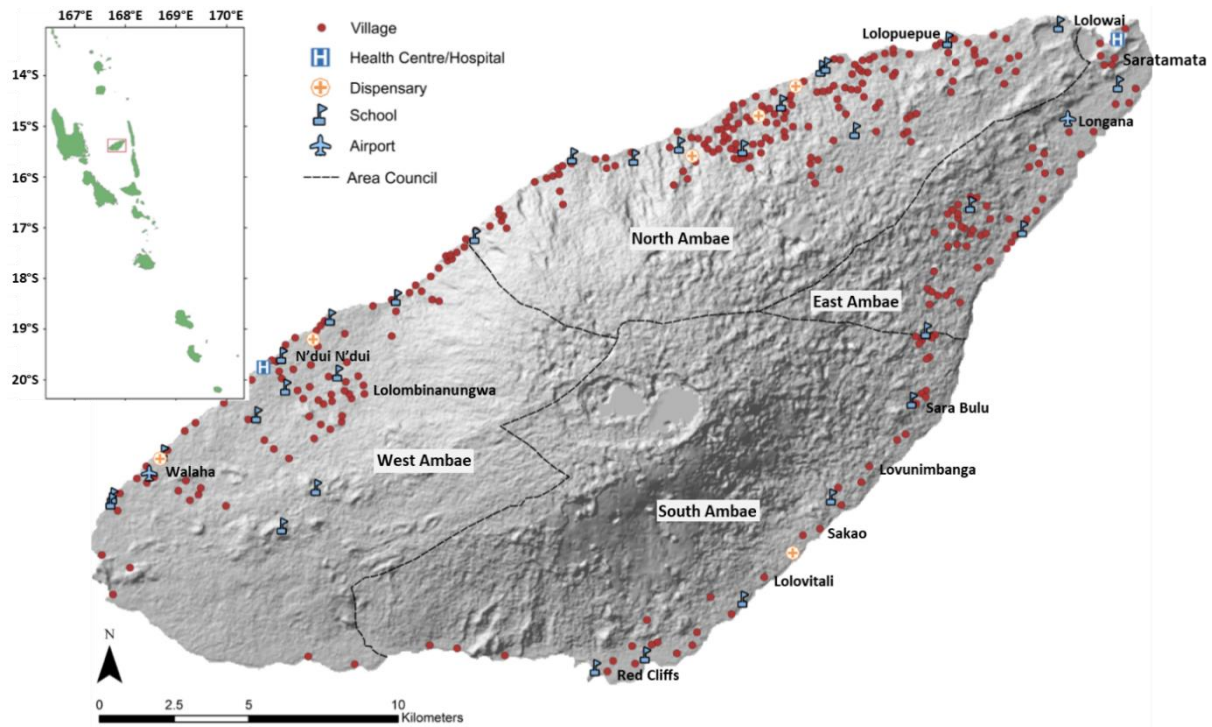 167°E 168°E 169°E 170°E
14°S
15°S
16°S
17°S
18°S
19°S
20°S
Village
H Health Centre/Hospital
Dispensary
School
Airport
Area Council
Lolowai
Lolopuepue
H
Saratamata
Longana
North Ambae
East Ambae
N'dui N'dui
H
Lolombinanungwa
Sara Bulu
West Ambae
Walaha
Lovunimbanga
South Ambae
Sakao
Lolovitali
Red Cliffs
N
0 2.5 5 10
Kilometers